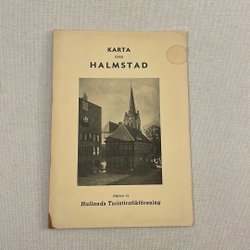 KARTA
ÖVER
HALMSTAD
Utgiven av
Hallands Turisttrafikförening